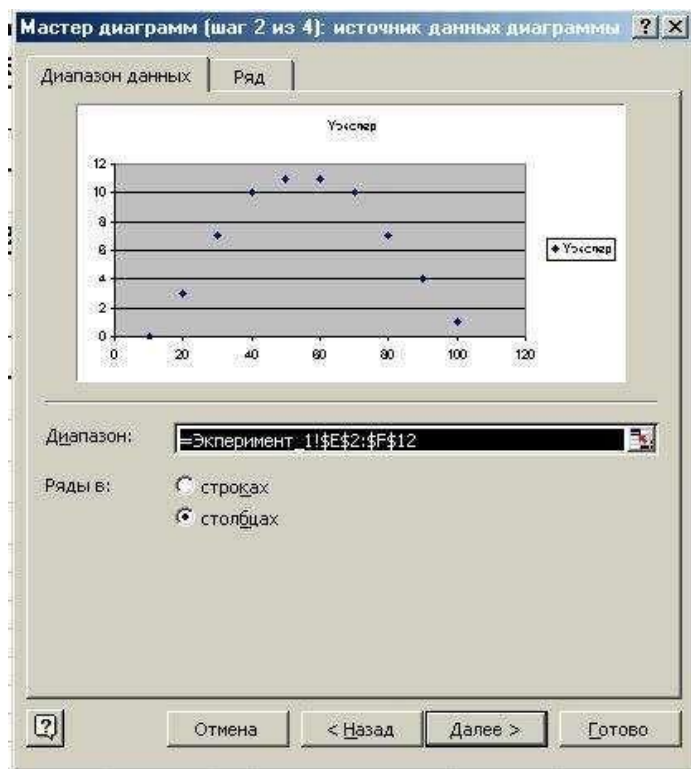 Мастер диаграмм (шаг 2 из 4): источник данных диаграммы
Диапазон данных Ряд
Yэкспер
12
10
8
6
4
2
0
0 20 40 60 80 100 120
Yэкспер
Диапазон: =Экперимент_1!$E$2:$F$12
Ряды в: строках
столбцах
Отмена < Назад Далее > Готово